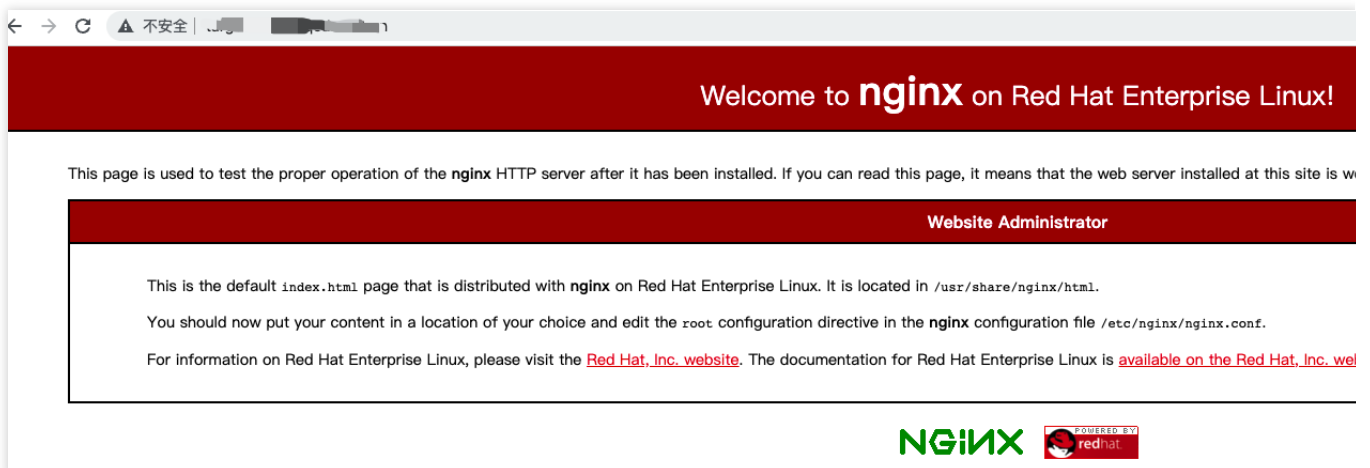 不安全
Welcome to nginx on Red Hat Enterprise Linux!
This page is used to test the proper operation of the nginx HTTP server after it has been installed. If you can read this page, it means that the web server installed at this site is
Website Administrator
This is the default index.html page that is distributed with nginx on Red Hat Enterprise Linux. It is located in /usr/share/nginx/html.
You should now put your content in a location of your choice and edit the root configuration directive in the nginx configuration file /etc/nginx/nginx.conf.
For information on Red Hat Enterprise Linux, please visit the Red Hat, Inc. website. The documentation for Red Hat Enterprise Linux is available on the Red Hat, Inc.
NGiNX
POWERED BY
redhat.